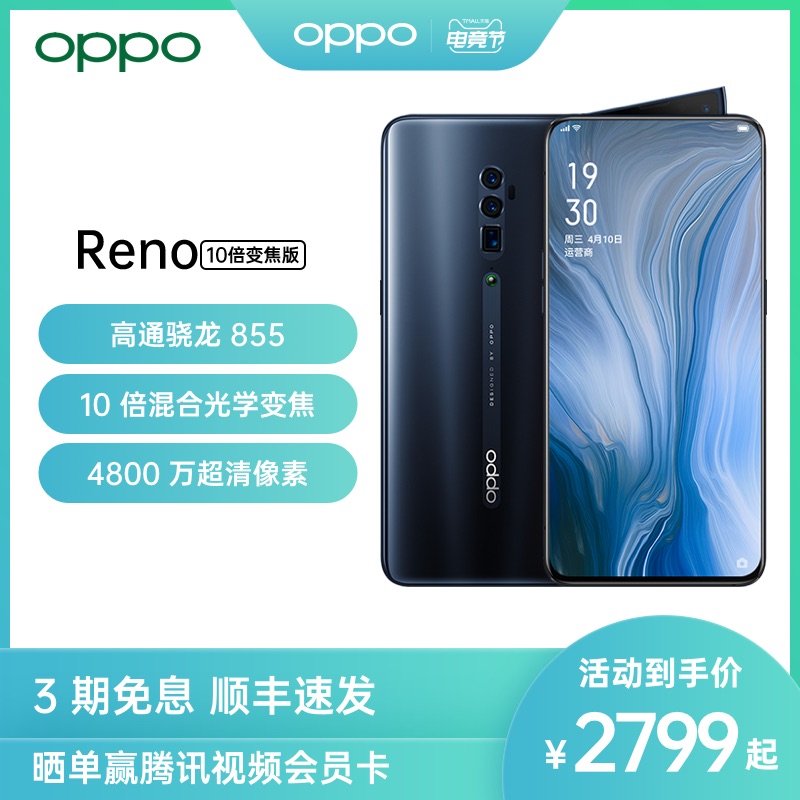 oppo
oppo
TMALL天猫
电竞节
Reno 10倍变焦版
高通骁龙 855
10 倍混合光学变焦
4800 万超清像素
DESIGNED BY OPPO
oppo
19
30
周三 4月10日
运营商
3 期免息 顺丰速发
晒单赢腾讯视频会员卡
活动到手价
¥2799起